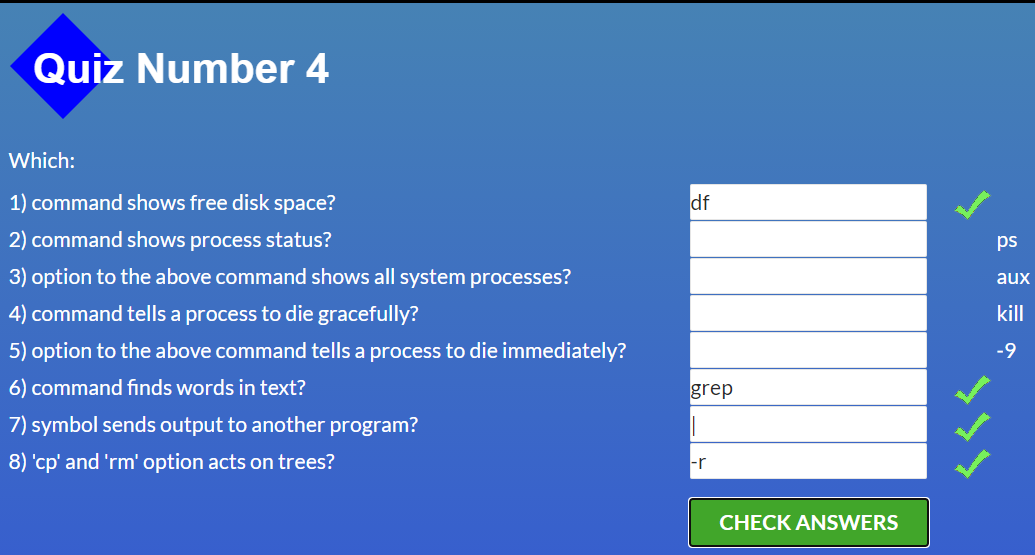 Quiz Number 4
Which:
1) command shows free disk space? df
2) command shows process status? ps
3) option to the above command shows all system processes? aux
4) command tells a process to die gracefully? kill
5) option to the above command tells a process to die immediately? -9
6) command finds words in text? grep
7) symbol sends output to another program? |
8) 'cp' and 'rm' option acts on trees? -r
CHECK ANSWERS